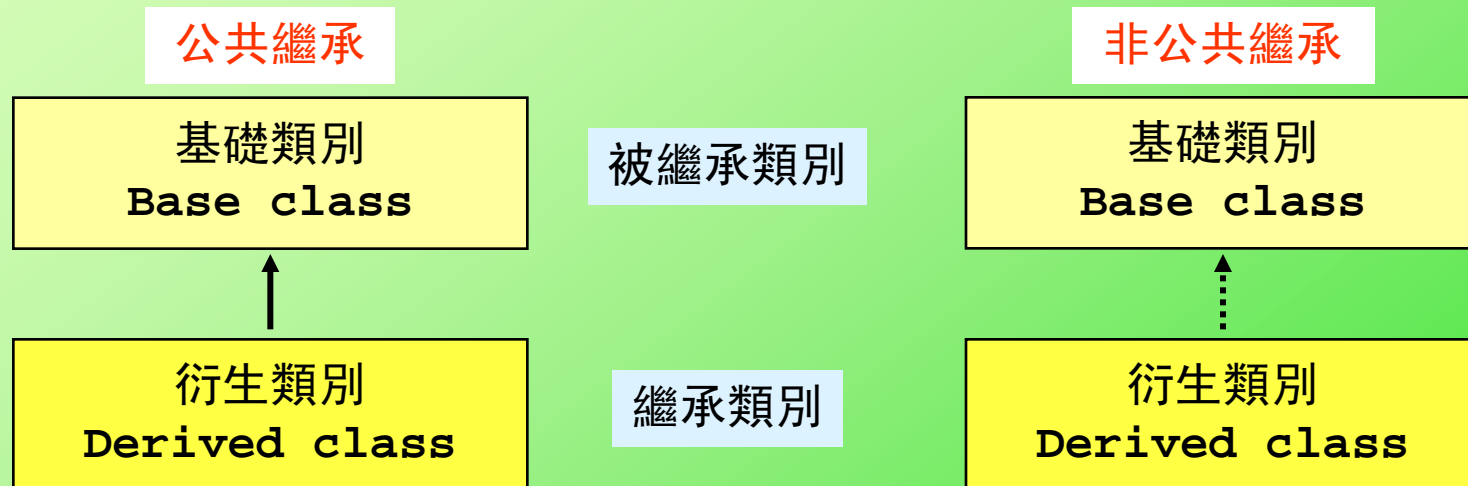 公共繼承
非公共繼承
基礎類別
Base class
被繼承類別
基礎類別
Base class
衍生類別
Derived class
繼承類別
衍生類別
Derived class